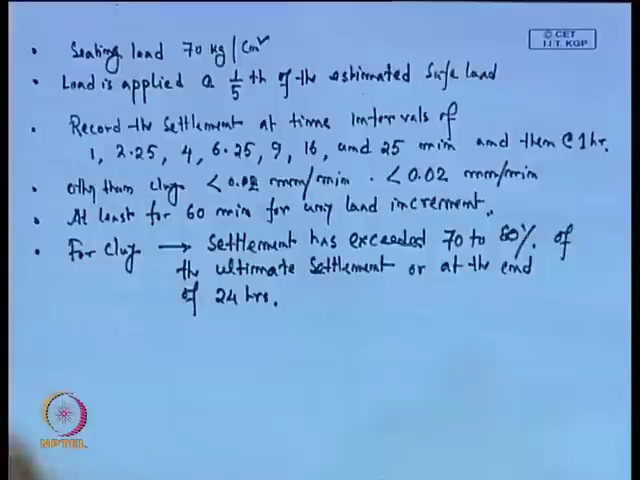 © CET
I.I.T. KGP
• Seating load 70 kg/cm²
• Load is applied @ 1/5 th of the estimated safe load
• Record the settlement at time intervals of
1, 2.25, 4, 6.25, 9, 16, and 25 min and then @ 1 hr.
• Other than clay < 0.02 mm/min . < 0.02 mm/min
• At least for 60 min for any load increment.
• For clay → settlement has exceeded 70 to 80% of
the ultimate settlement or at the end
of 24 hrs.
NPTEL